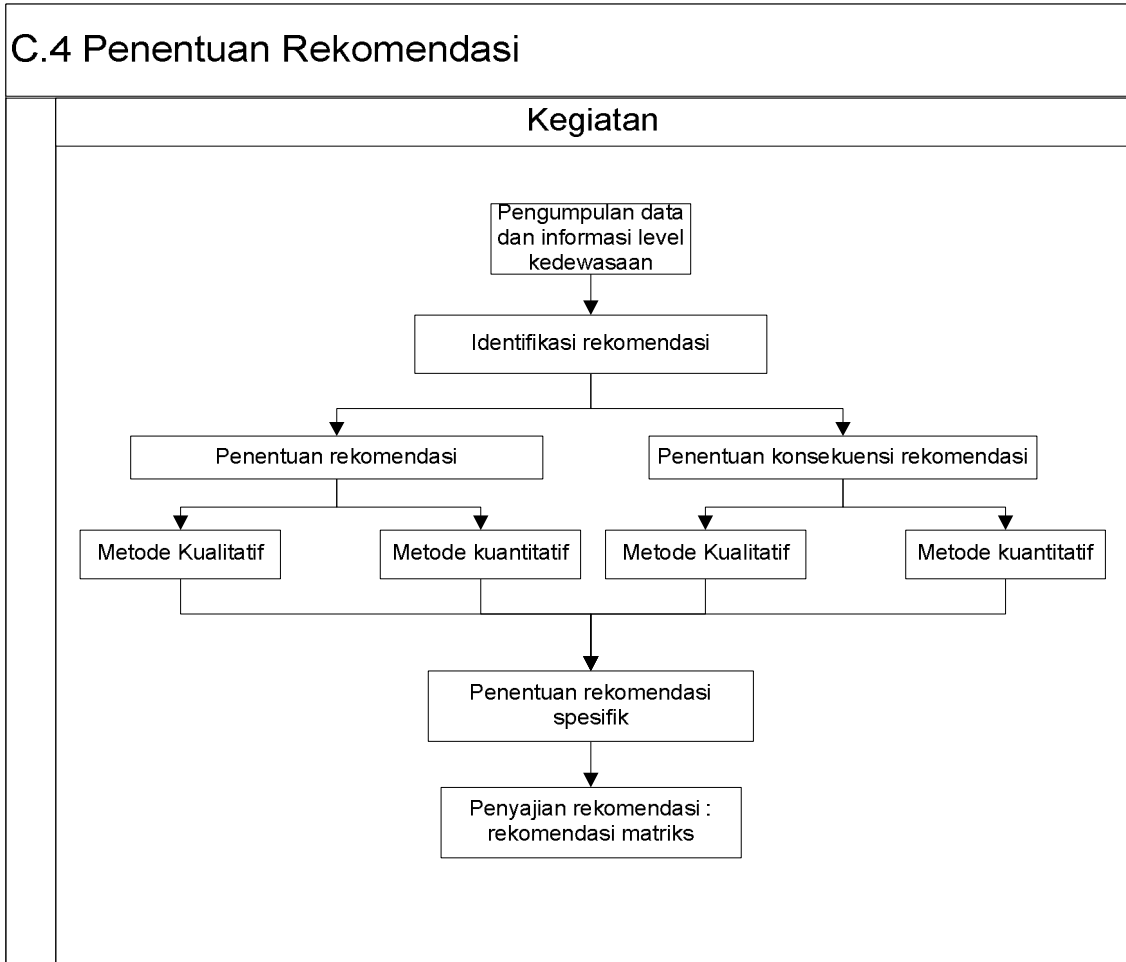 C.4 Penentuan Rekomendasi
Kegiatan
Pengumpulan data
dan informasi level
kedewasaan
Identifikasi rekomendasi
Penentuan rekomendasi
Penentuan konsekuensi rekomendasi
Metode Kualitatif
Metode kuantitatif
Metode Kualitatif
Metode kuantitatif
Penentuan rekomendasi
spesifik
Penyajian rekomendasi :
rekomendasi matriks